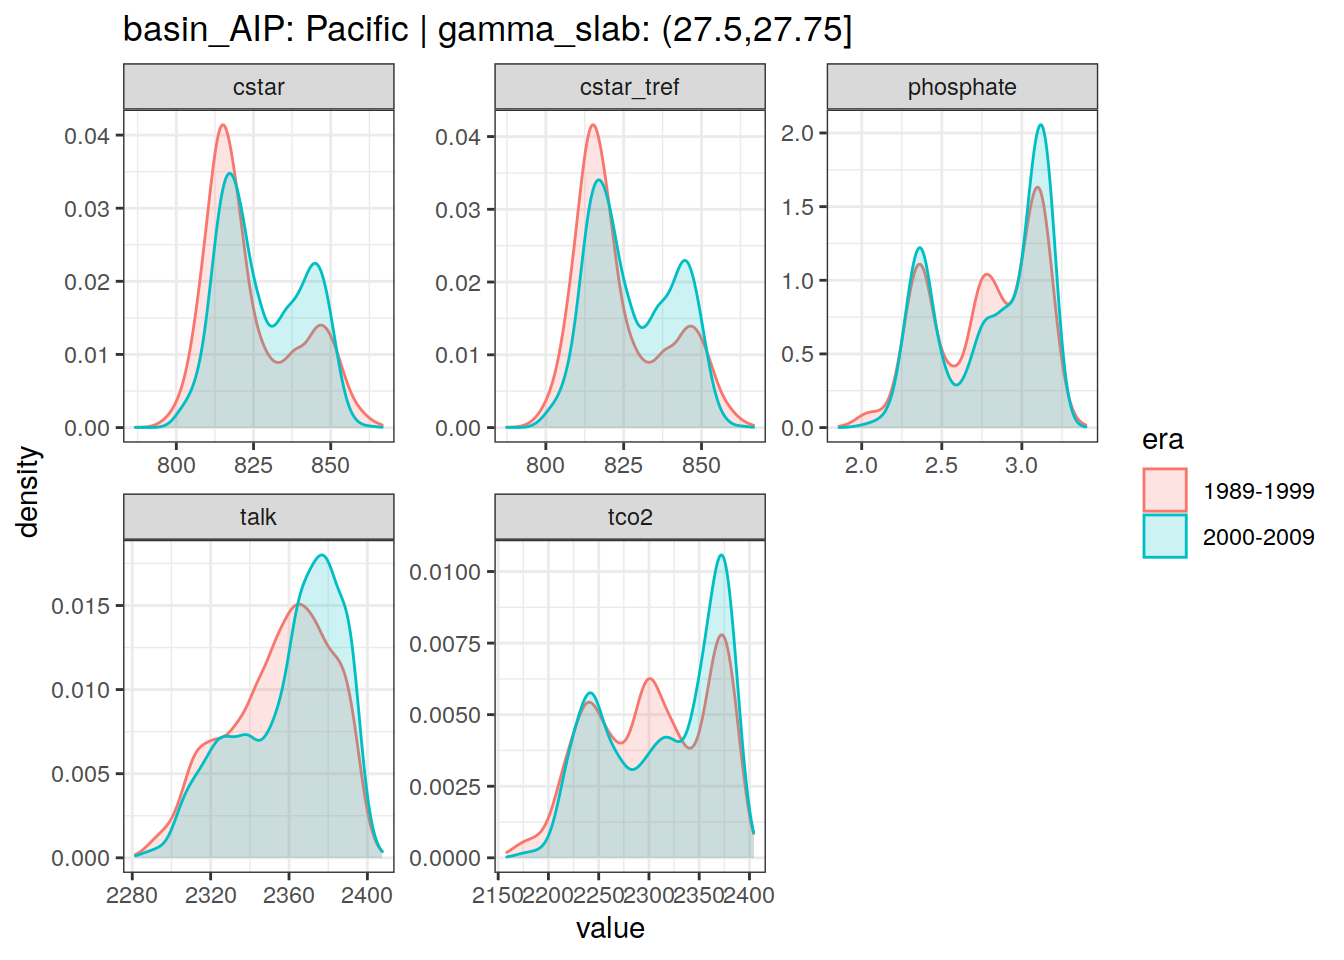 basin_AIP: Pacific | gamma_slab: (27.5,27.75]
cstar
cstar_tref
phosphate
0.04
0.03
0.02
0.01
0.00
800 825 850
0.04
0.03
0.02
0.01
0.00
800 825 850
2.0
1.5
1.0
0.5
0.0
2.0 2.5 3.0
talk
tco2
0.015
0.010
0.005
0.000
2280 2320 2360 2400
0.0100
0.0075
0.0050
0.0025
0.0000
2150 2200 2250 2300 2350 2400
density
value
era
1989-1999
2000-2009